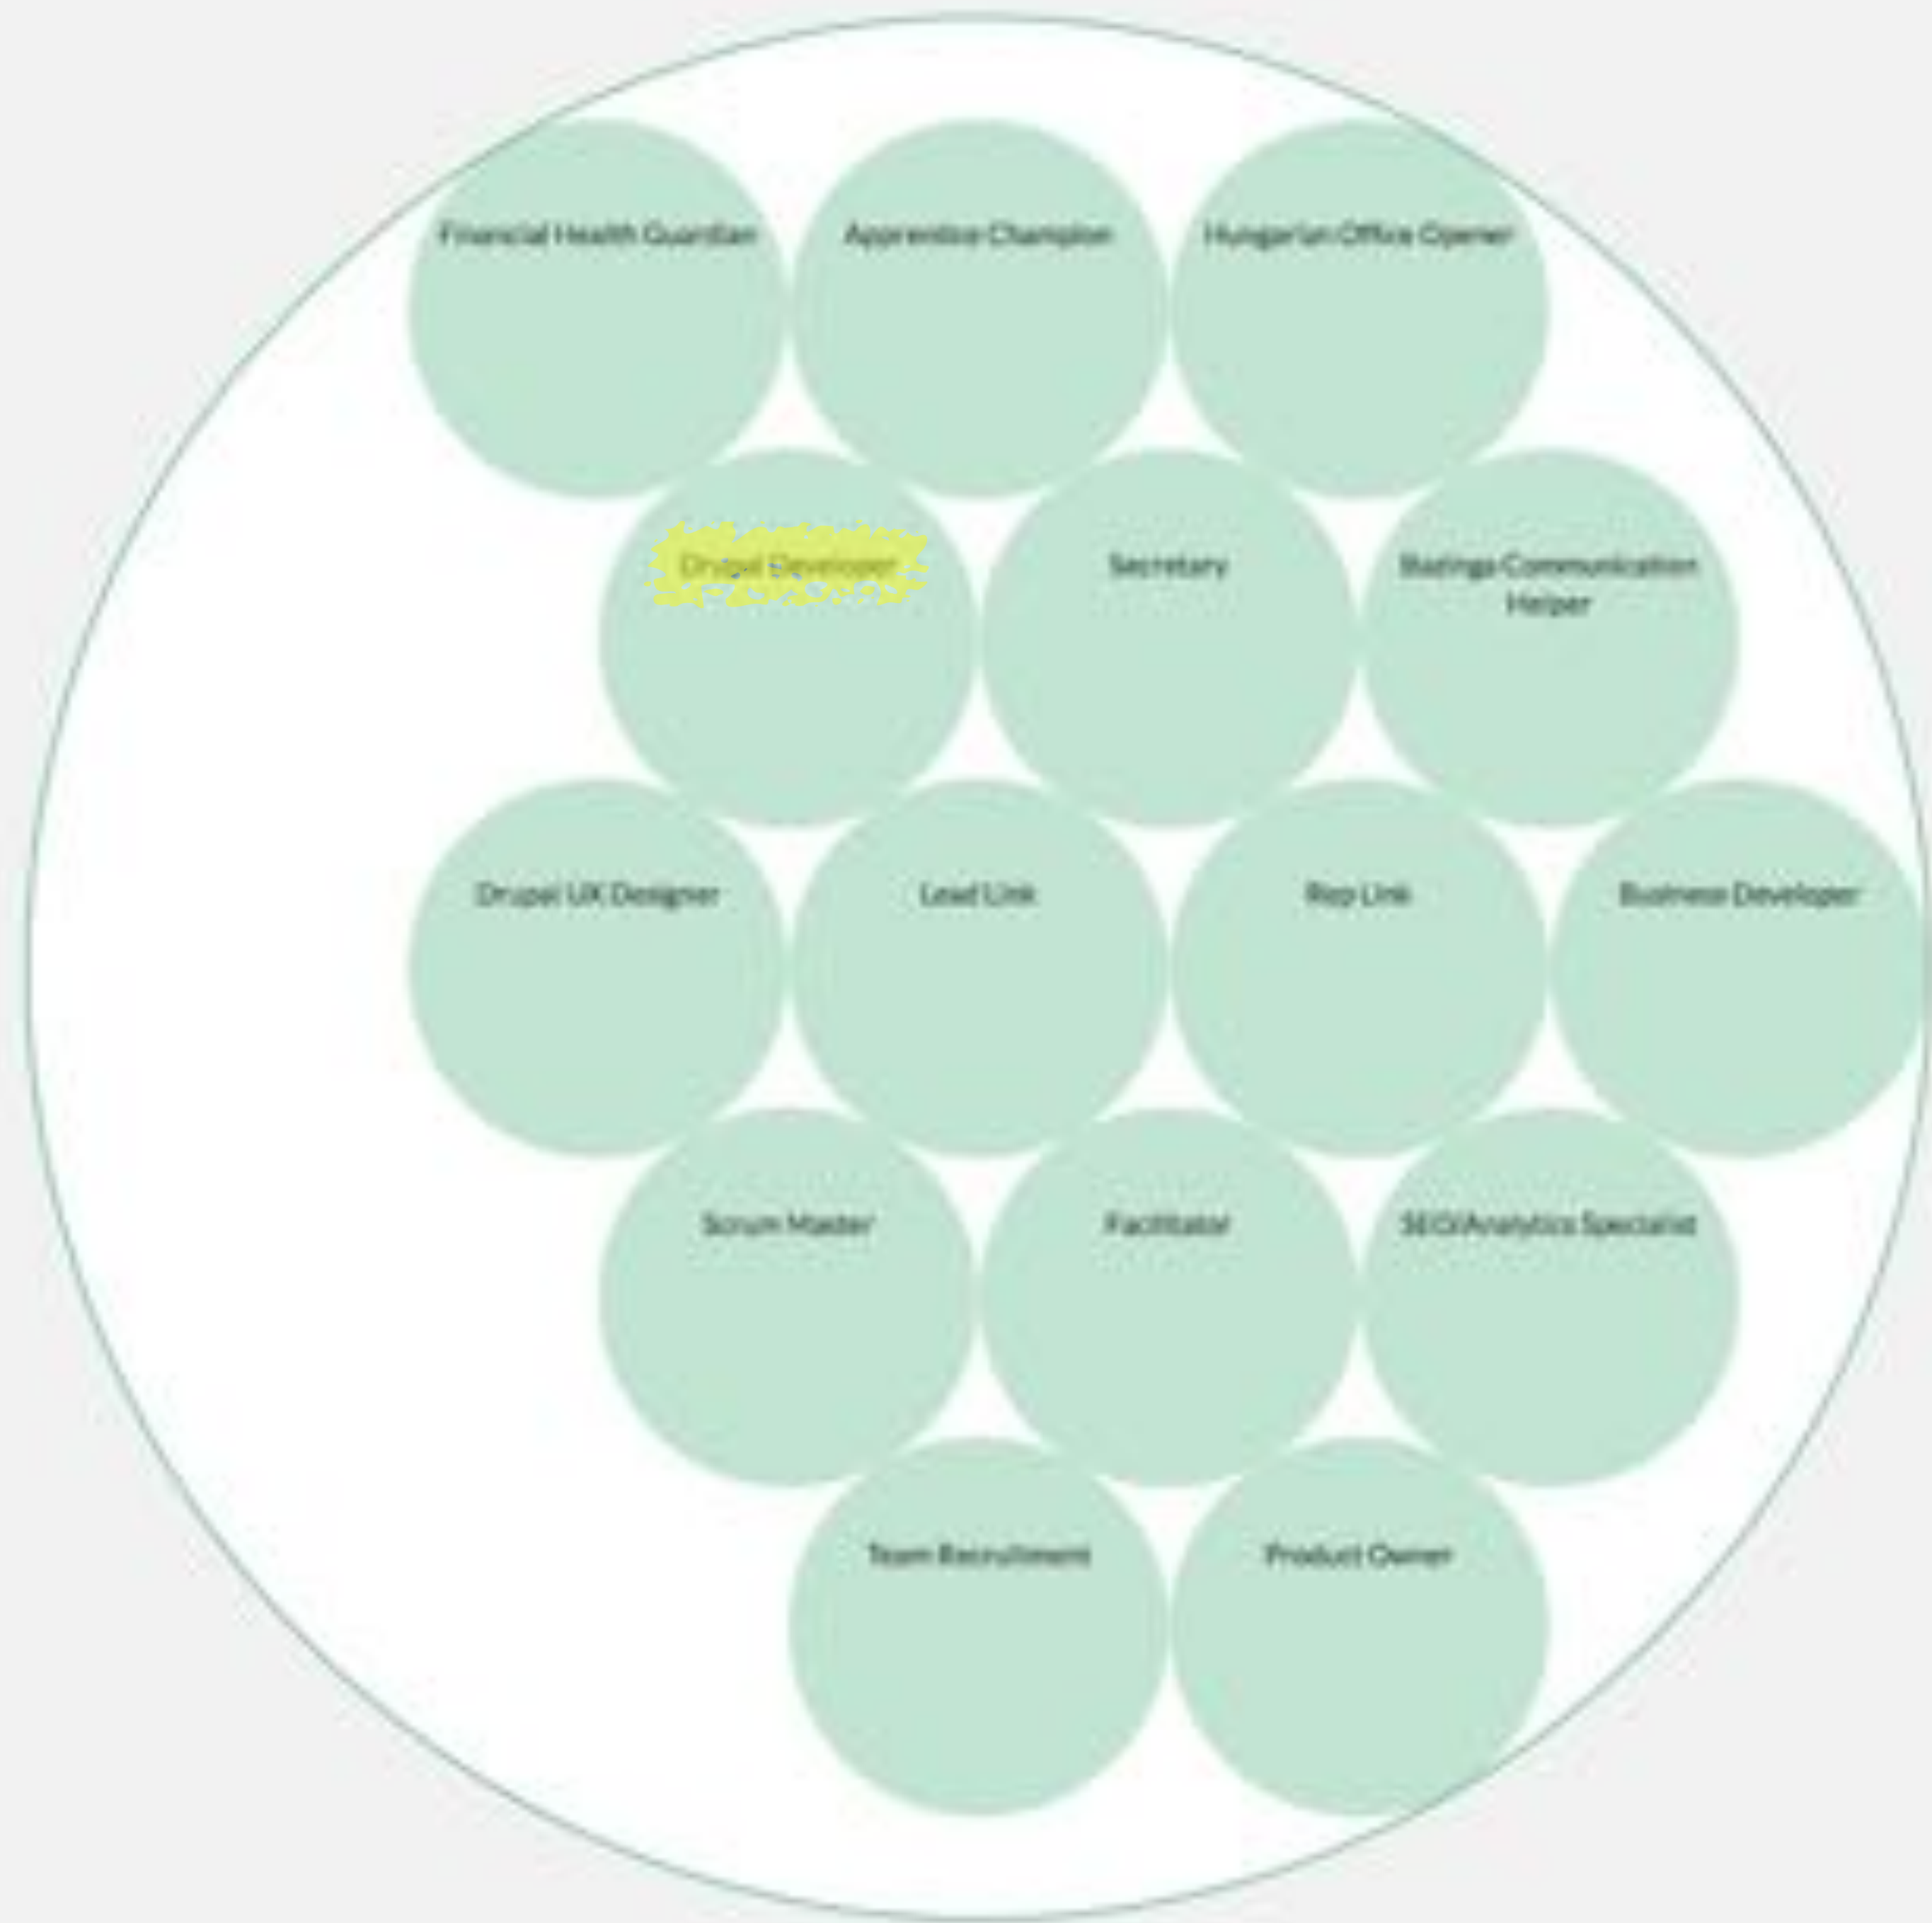 Financial Health Guardian
Apprentice Champion
Hungarian Office Opener
Drupal Developer
Secretary
Bazinga Communication
Helper
Drupal UX Designer
Lead Link
Rep Link
Business Developer
Scrum Master
Facilitator
SEO/Analytics Specialist
Team Recruitment
Product Owner